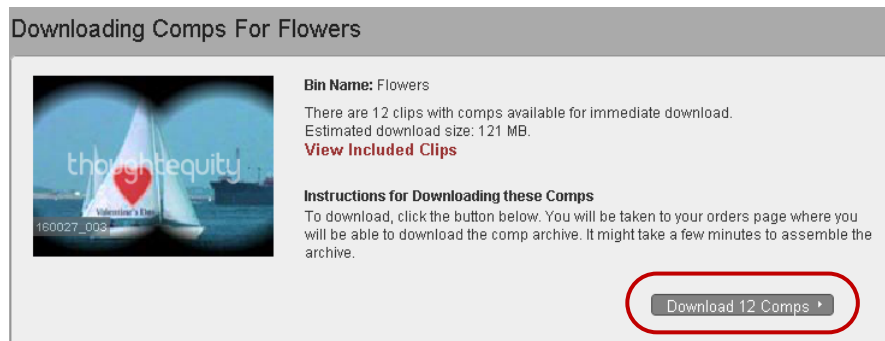 Downloading Comps For Flowers
Bin Name: Flowers
There are 12 clips with comps available for immediate download.
Estimated download size: 121 MB.
View Included Clips
thoughtequity
Valentine's
160027_003
Instructions for Downloading these Comps
To download, click the button below. You will be taken to your orders page where you
will be able to download the comp archive. It might take a few minutes to assemble the
archive.
Download 12 Comps